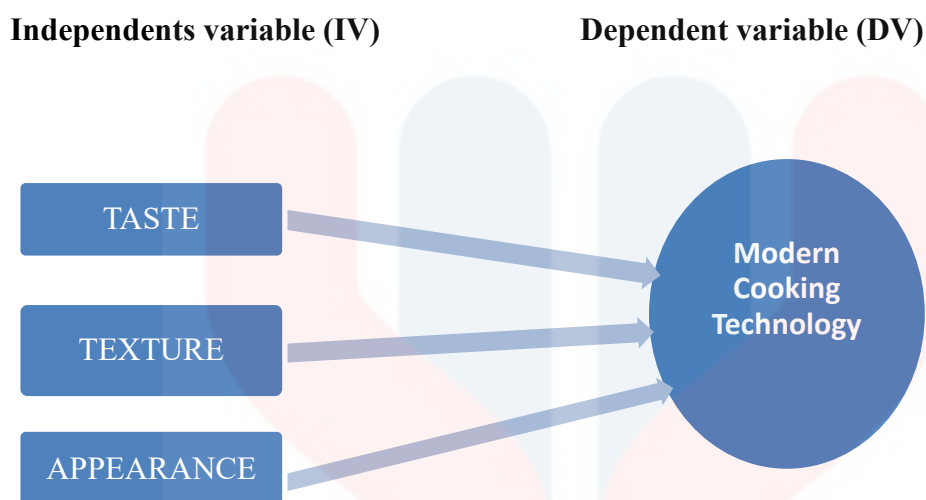 Independents variable (IV)
Dependent variable (DV)
TASTE
TEXTURE
APPEARANCE
Modern
Cooking
Technology